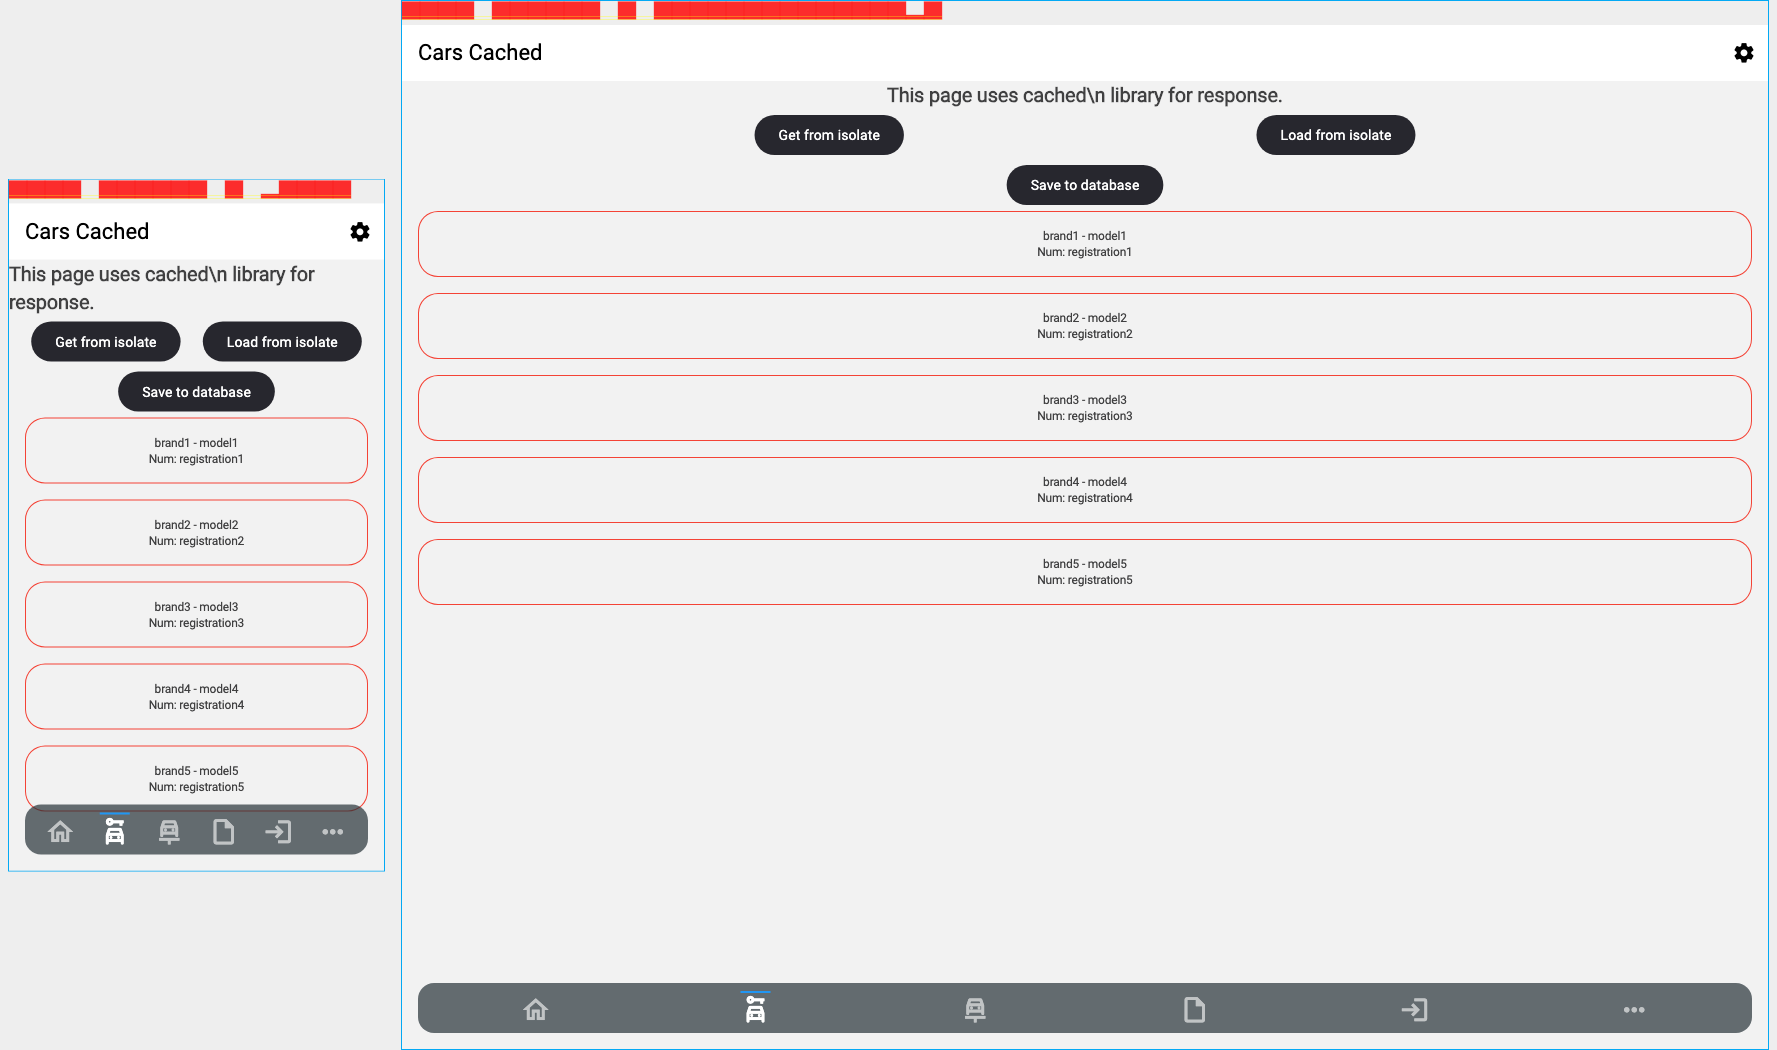 Cars Cached
This page uses cached\n library for
response.
Get from isolate
Load from isolate
Save to database
brand1 - model1
Num: registration1
brand2 - model2
Num: registration2
brand3 - model3
Num: registration3
brand4 - model4
Num: registration4
brand5 - model5
Num: registration5
Cars Cached
This page uses cached\n library for response.
Get from isolate
Load from isolate
Save to database
brand1 - model1
Num: registration1
brand2 - model2
Num: registration2
brand3 - model3
Num: registration3
brand4 - model4
Num: registration4
brand5 - model5
Num: registration5